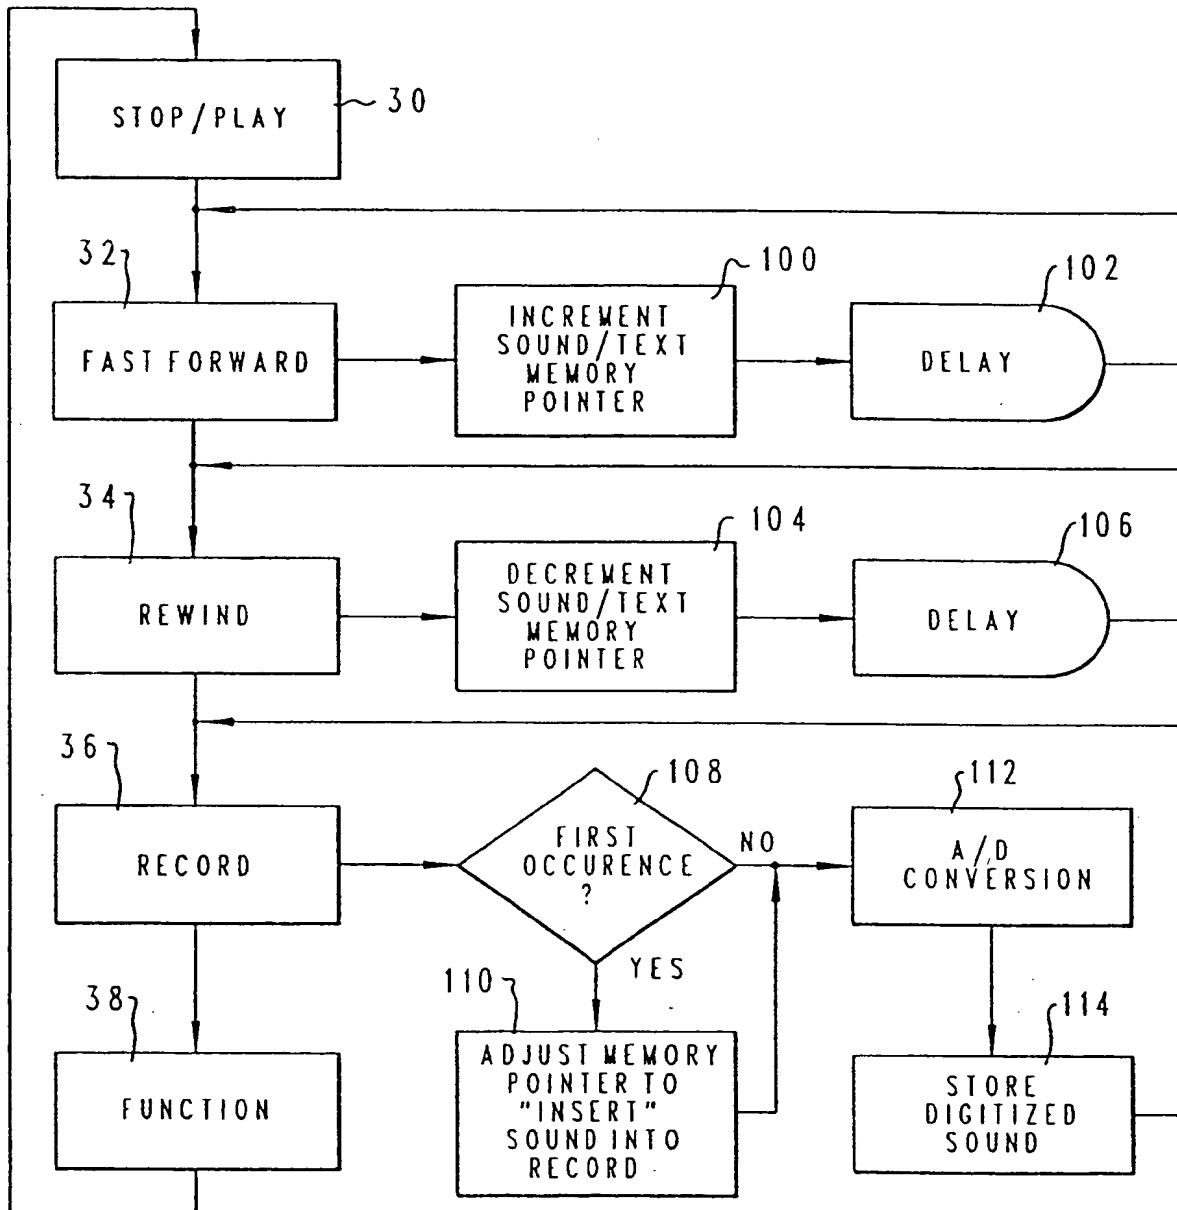 STOP/PLAY
30
32
FAST FORWARD
100
INCREMENT
SOUND/TEXT
MEMORY
POINTER
102
DELAY
34
REWIND
104
DECREMENT
SOUND/TEXT
MEMORY
POINTER
106
DELAY
36
RECORD
108
FIRST
OCCURENCE
?
NO
YES
112
A/D
CONVERSION
38
FUNCTION
110
ADJUST MEMORY
POINTER TO
"INSERT"
SOUND INTO
RECORD
114
STORE
DIGITIZED
SOUND